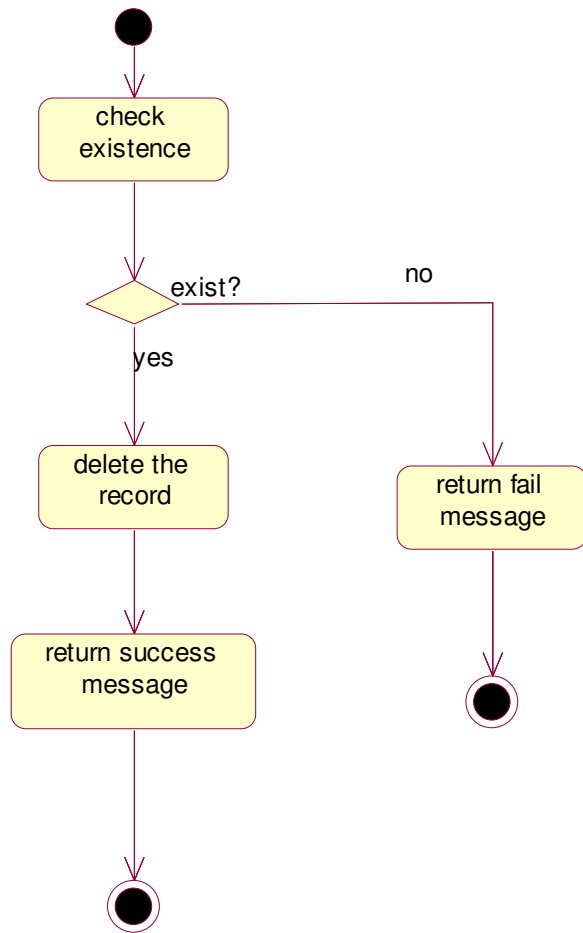 check
existence
exist?
no
yes
delete the
record
return fail
message
return success
message